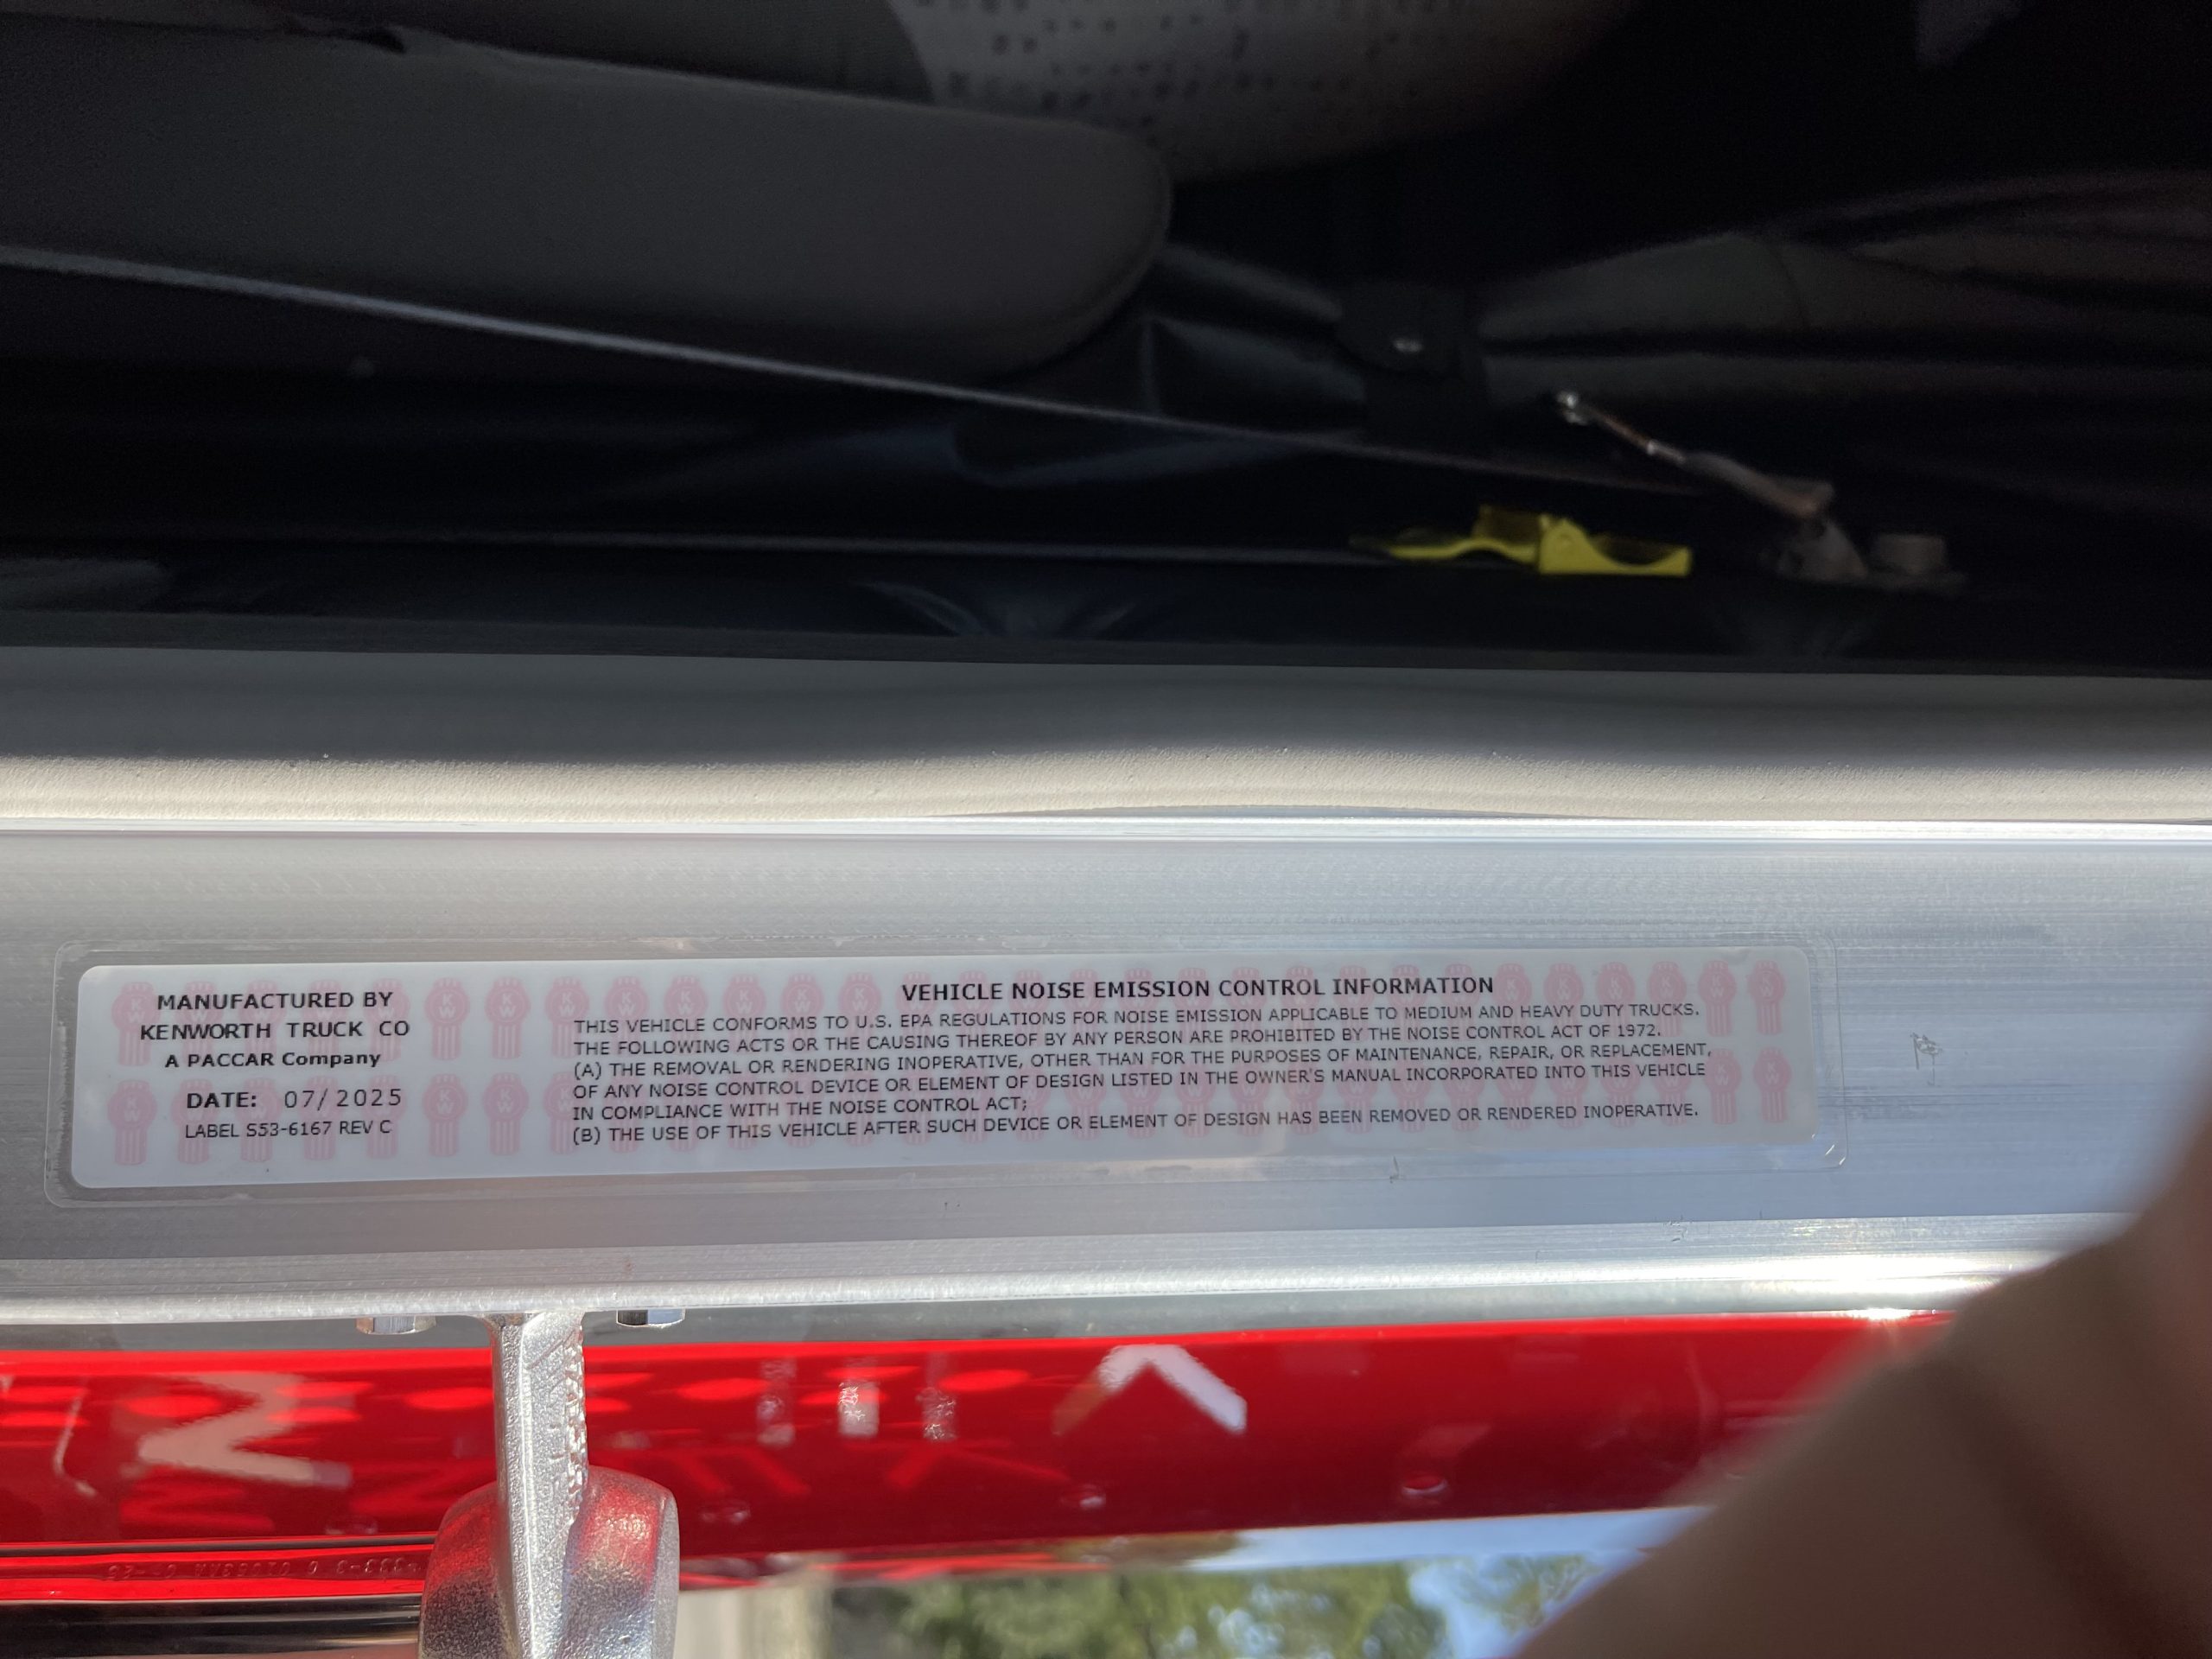 MANUFACTURED BY
KENWORTH TRUCK CO
A PACCAR Company
DATE: 07/2025
LABEL S53-6167 REV C
VEHICLE NOISE EMISSION CONTROL INFORMATION
THIS VEHICLE CONFORMS TO U.S. EPA REGULATIONS FOR NOISE EMISSION APPLICABLE TO MEDIUM AND HEAVY DUTY TRUCKS.
THE FOLLOWING ACTS OR THE CAUSING THEREOF BY ANY PERSON ARE PROHIBITED BY THE NOISE CONTROL ACT OF 1972.
(A) THE REMOVAL OR RENDERING INOPERATIVE, OTHER THAN FOR THE PURPOSES OF MAINTENANCE, REPAIR, OR REPLACEMENT,
OF ANY NOISE CONTROL DEVICE OR ELEMENT OF DESIGN LISTED IN THE OWNER'S MANUAL INCORPORATED INTO THIS VEHICLE
IN COMPLIANCE WITH THE NOISE CONTROL ACT;
(B) THE USE OF THIS VEHICLE AFTER SUCH DEVICE OR ELEMENT OF DESIGN HAS BEEN REMOVED OR RENDERED INOPERATIVE.